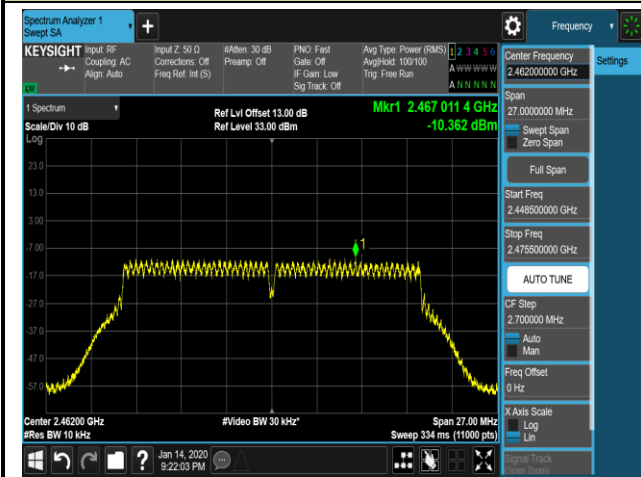 Spectrum Analyzer 1
Swept SA
Frequency
KEYSIGHT
Input: RF
Coupling: AC
Align: Auto
Input Z: 50 Ω
Corrections: Off
Freq Ref: Int (S)
#Atten: 30 dB
Preamp: Off
PNO: Fast
Gate: Off
IF Gain: Low
Sig Track: Off
Avg Type: Power (RMS)
Avg|Hold: 100/100
Trig: Free Run
1 2 3 4 5 6
A W W W W W
A N N N N N
1 Spectrum
Scale/Div 10 dB
Log
Ref Lvl Offset 13.00 dB
Ref Level 33.00 dBm
Mkr1 2.467 011 4 GHz
-10.362 dBm
23.0
13.0
3.00
-7.00
-17.0
-27.0
-37.0
-47.0
-57.0
1
Center 2.46200 GHz
#Video BW 30 kHz*
Span 27.00 MHz
#Res BW 10 kHz
Sweep 334 ms (11000 pts)
Jan 14, 2020
9:22:03 PM
Center Frequency
2.462000000 GHz
Span
27.0000000 MHz
Swept Span
Zero Span
Full Span
Start Freq
2.448500000 GHz
Stop Freq
2.475500000 GHz
AUTO TUNE
CF Step
2.700000 MHz
Auto
Man
Freq Offset
0 Hz
X Axis Scale
Log
Lin
Signal Track
(Span Zoom)
Settings